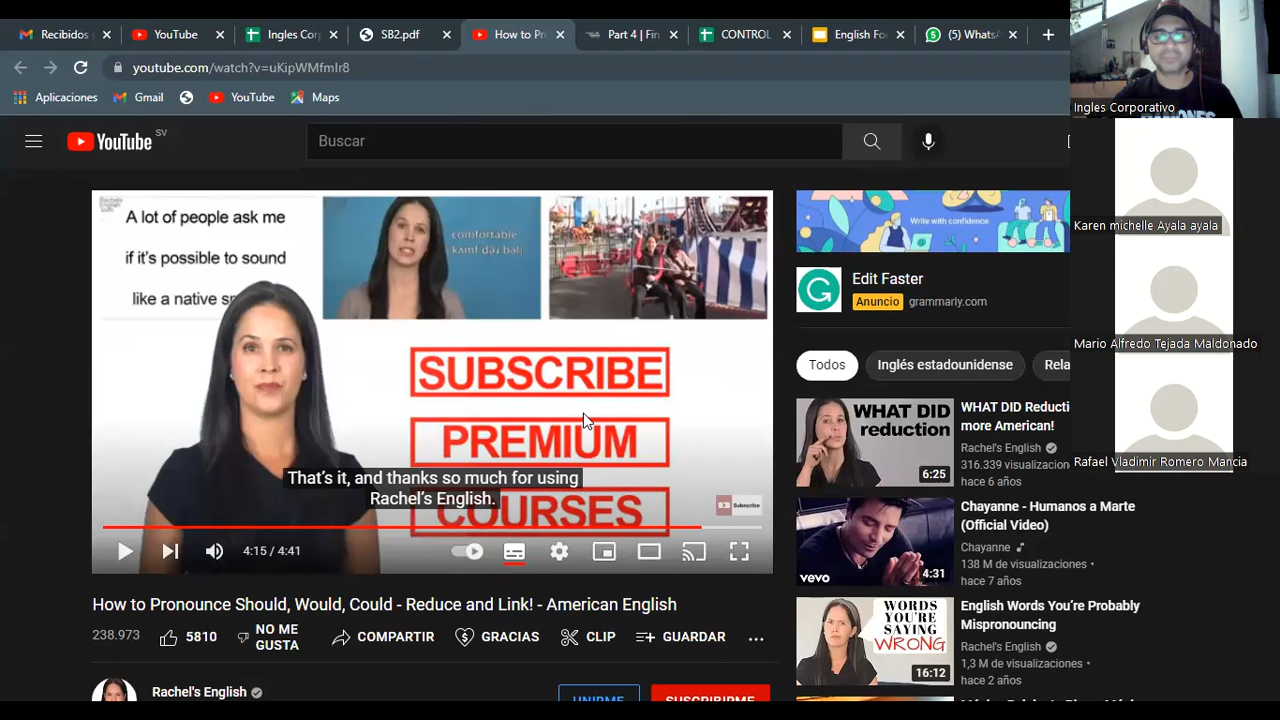 Recibidos
YouTube
Ingles Corp
SB2.pdf
How to Pr
Part 4 | Fin
CONTROL
English Fo
(5) Whats
youtube.com/watch?v=uKipWMfmIr8
Aplicaciones
Gmail
YouTube
Maps
Ingles Corporativo
YouTube SV
Buscar
A lot of people ask me
if it's possible to sound
like a native sp
comfortable
SUBSCRIBE
PREMIUM
COURSES
That's it, and thanks so much for using
Rachel's English.
Subscribe
4:15 / 4:41
How to Pronounce Should, Would, Could - Reduce and Link! - American English
238.973
5810
NO ME
GUSTA
COMPARTIR
GRACIAS
CLIP
GUARDAR
Rachel's English
UNIRME
SUSCRIBIRME
Write with confidence
Edit Faster
Anuncio
grammarly.com
Todos
Inglés estadounidense
Rela
WHAT DID
reduction
6:25
WHAT DID Reducti
more American!
Rachel's English
316.339 visualizacion
hace 6 años
vevo
4:31
Chayanne - Humanos a Marte
(Official Video)
Chayanne
138 M de visualizaciones •
hace 7 años
WORDS
YOU'RE
SAYING
WRONG
16:12
English Words You're Probably
Mispronouncing
Rachel's English
1,3 M de visualizaciones •
hace 2 años
Karen michelle Ayala ayala
Mario Alfredo Tejada Maldonado
Rafael Vladimir Romero Mancia